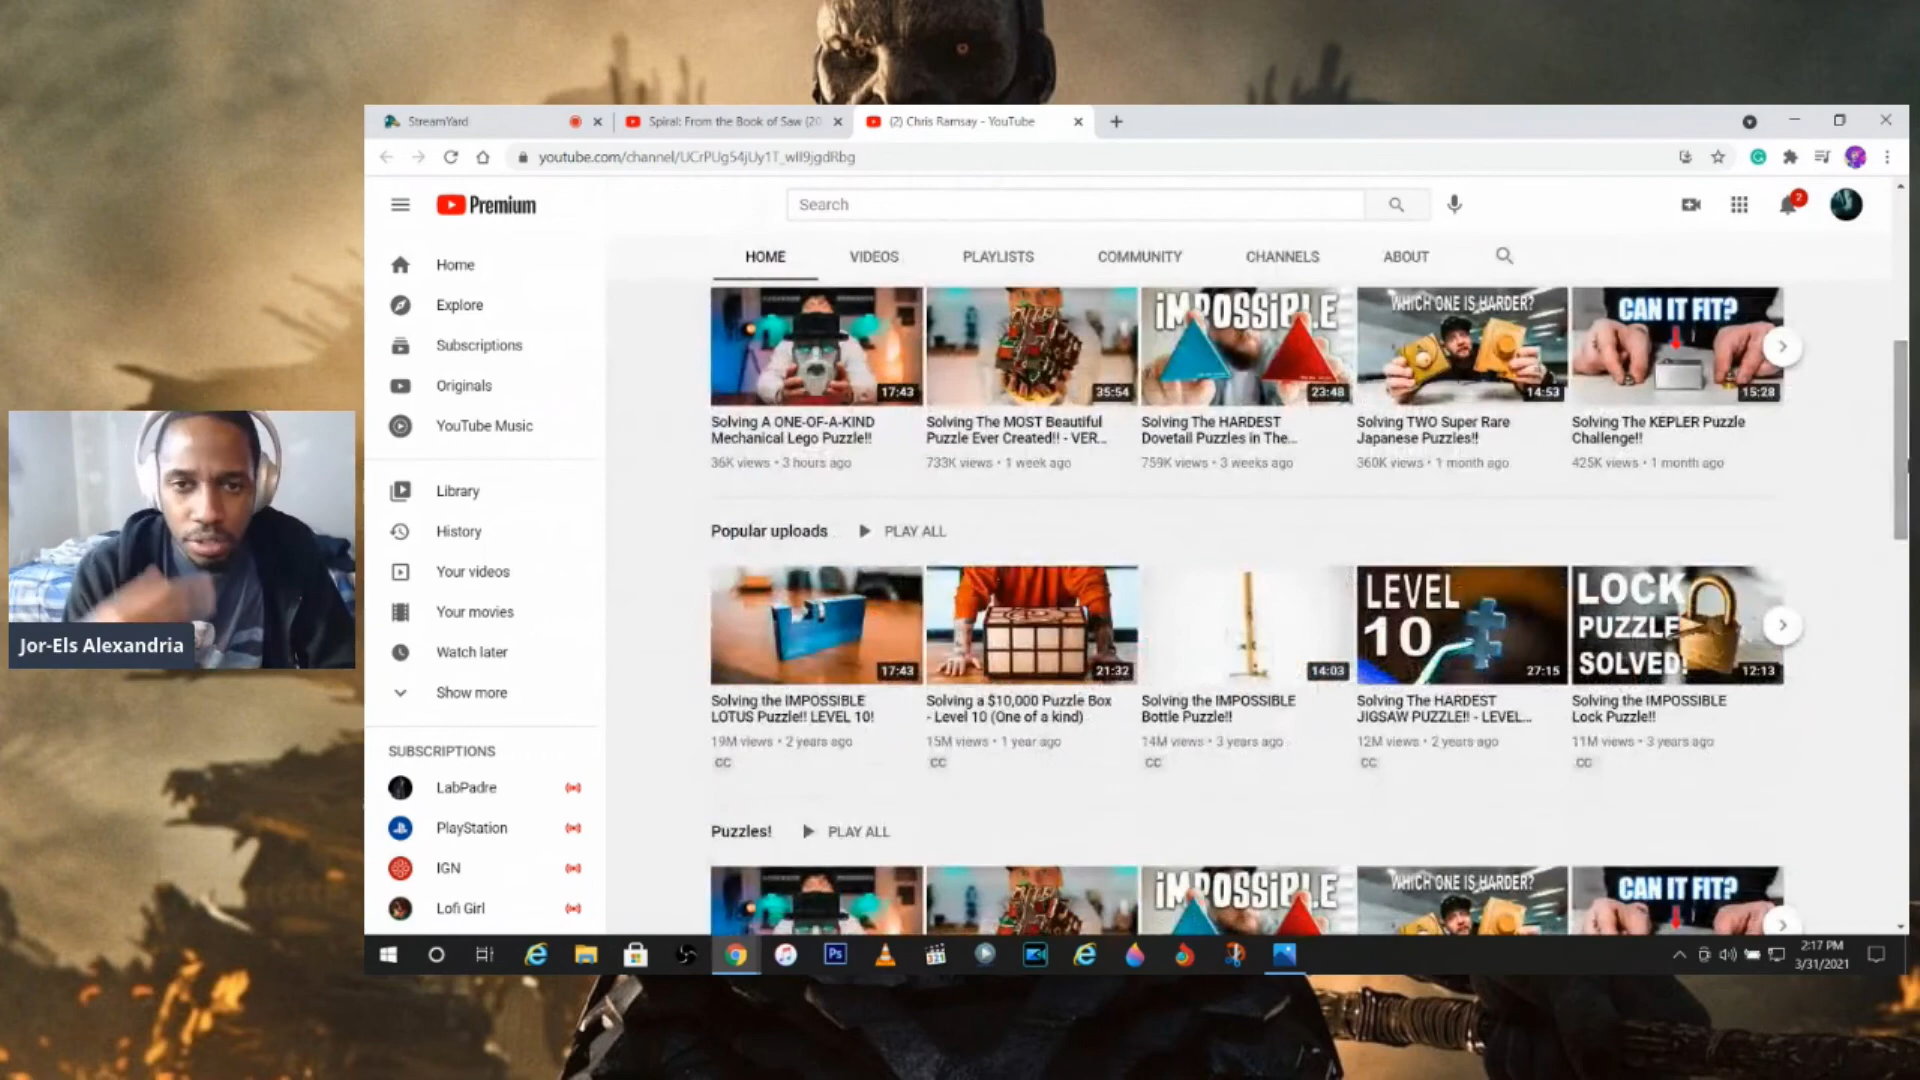 StreamYard
Spiral: From the Book of Saw (20
(2) Chris Ramsay - YouTube
youtube.com/channel/UCrPUg54jUy1T_wII9jgdRbg
Premium
Search
2
HOME
VIDEOS
PLAYLISTS
COMMUNITY
CHANNELS
ABOUT
Home
Explore
Subscriptions
Originals
YouTube Music
Library
History
Your videos
Your movies
Watch later
Show more
SUBSCRIPTIONS
LabPadre
PlayStation
IGN
Lofi Girl
IMPOSSIBLE
WHICH ONE IS HARDER?
CAN IT FIT?
17:43
35:54
23:48
14:53
15:28
Solving A ONE-OF-A-KIND
Mechanical Lego Puzzle!!
36K views • 3 hours ago
Solving The MOST Beautiful
Puzzle Ever Created!! - VER...
733K views • 1 week ago
Solving The HARDEST
Dovetail Puzzles in The...
759K views • 3 weeks ago
Solving TWO Super Rare
Japanese Puzzles!!
360K views • 1 month ago
Solving The KEPLER Puzzle
Challenge!!
425K views • 1 month ago
Popular uploads
PLAY ALL
LEVEL
10
LOCK
PUZZLE
SOLVED!
17:43
21:32
14:03
27:15
12:13
Solving the IMPOSSIBLE
LOTUS Puzzle!! LEVEL 10!
19M views • 2 years ago
CC
Solving a $10,000 Puzzle Box
- Level 10 (One of a kind)
15M views • 1 year ago
CC
Solving the IMPOSSIBLE
Bottle Puzzle!!
14M views • 3 years ago
CC
Solving The HARDEST
JIGSAW PUZZLE!! - LEVEL...
12M views • 2 years ago
CC
Solving the IMPOSSIBLE
Lock Puzzle!!
11M views • 3 years ago
CC
Puzzles!
PLAY ALL
IMPOSSIBLE
WHICH ONE IS HARDER?
CAN IT FIT?
Jor-Els Alexandria
Ps
321
2:17 PM
3/31/2021